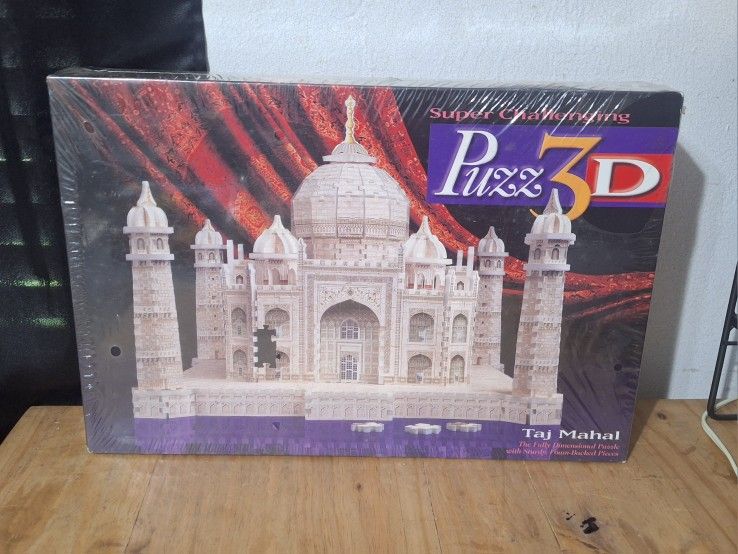 Super Challenging
Puzz3D
Taj Mahal
The Fully Dimensional Puzzle
with Sturdy, Foam-Backed Pieces